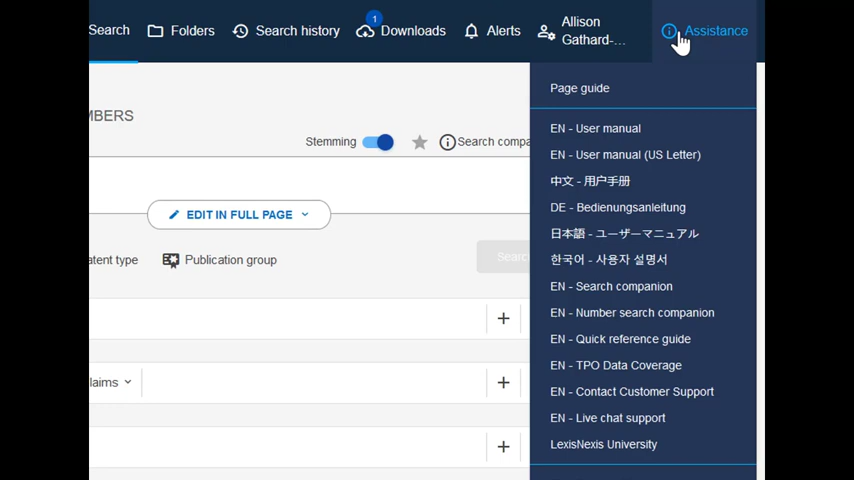 Search
Folders
Search history
1
Downloads
Alerts
Allison
Gathard-...
Assistance
MBERS
Stemming
Search compa
EDIT IN FULL PAGE
atent type
Publication group
Searc
laims
Page guide
EN - User manual
EN - User manual (US Letter)
中文 - 用户手册
DE - Bedienungsanleitung
日本語 - ユーザーマニュアル
한국어 - 사용자 설명서
EN - Search companion
EN - Number search companion
EN - Quick reference guide
EN - TPO Data Coverage
EN - Contact Customer Support
EN - Live chat support
LexisNexis University